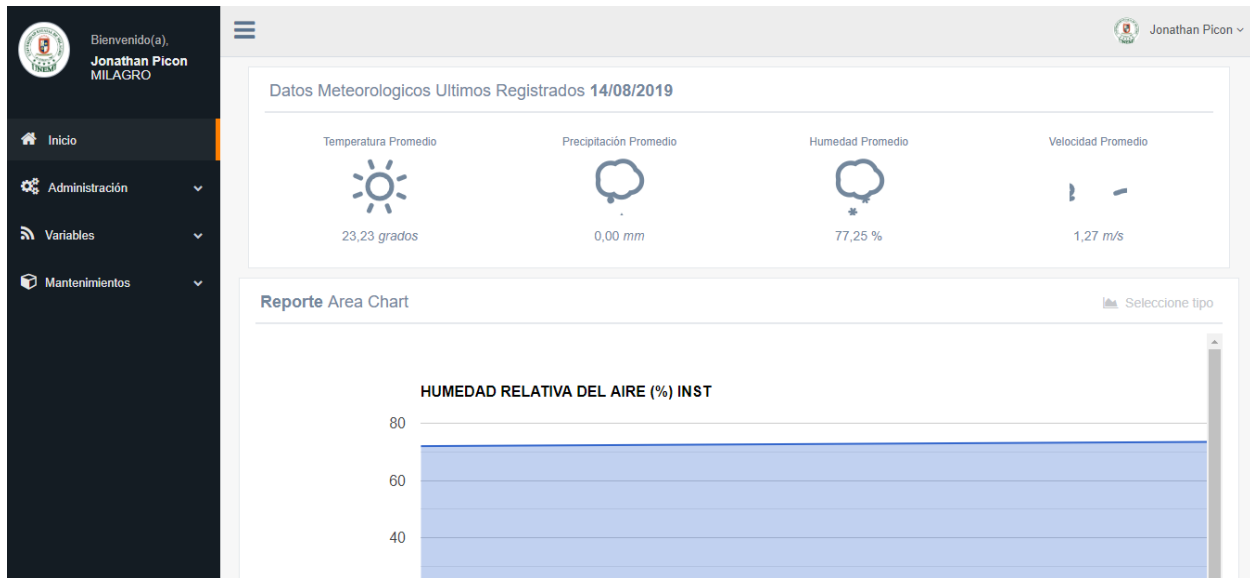 Bienvenido(a),
Jonathan Picon
MILAGRO
Inicio
Administración
Variables
Mantenimientos
Jonathan Picon
Datos Meteorologicos Ultimos Registrados 14/08/2019
Temperatura Promedio
23,23 grados
Precipitación Promedio
0,00 mm
Humedad Promedio
77,25 %
Velocidad Promedio
1,27 m/s
Reporte Area Chart
Seleccione tipo
HUMEDAD RELATIVA DEL AIRE (%) INST
80
60
40